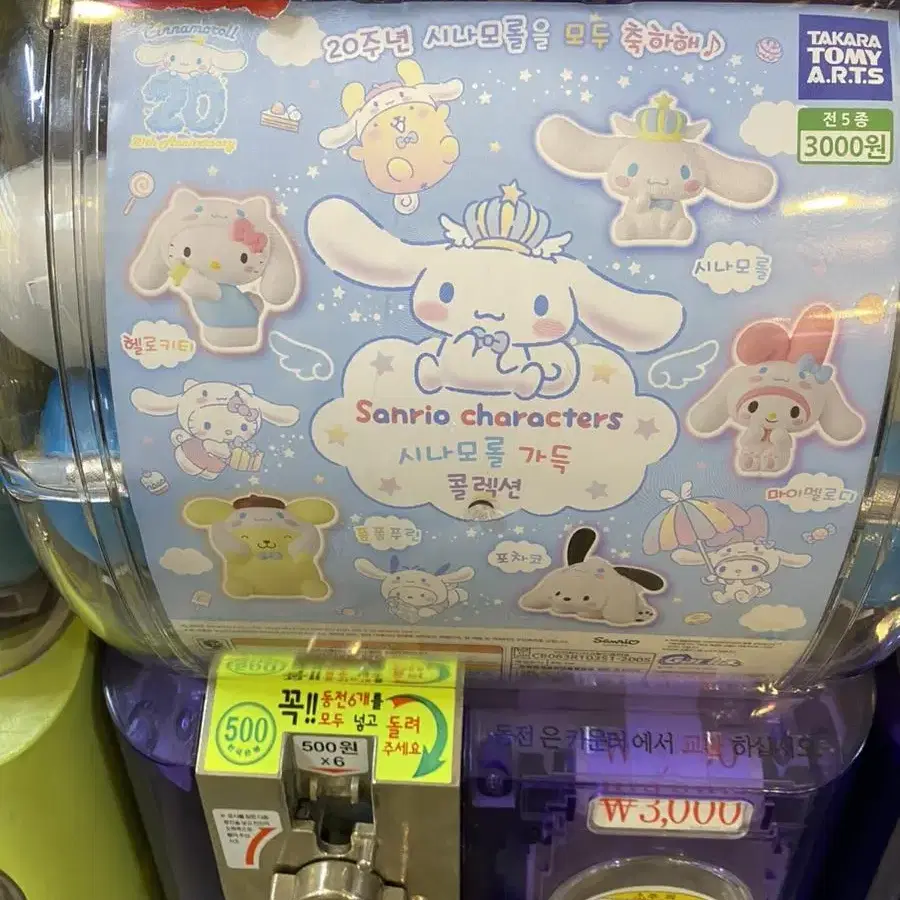 Cinnamoroll
20
20th Anniversary
20주년 시나모롤을 모두 축하해♪
TAKARA
TOMY
A.R.T.S
전 5 종
3000원
시나모롤
헬로키티
Sanrio characters
시나모롤 가득
콜렉션
마이멜로디
폼폼푸린
포차코
Sanrio
500
한국은행
꼭!! 동전6개를
모두 넣고 돌려
주세요
500원
x 6
동전은 카운터에서 교환 하십시오
₩3,000